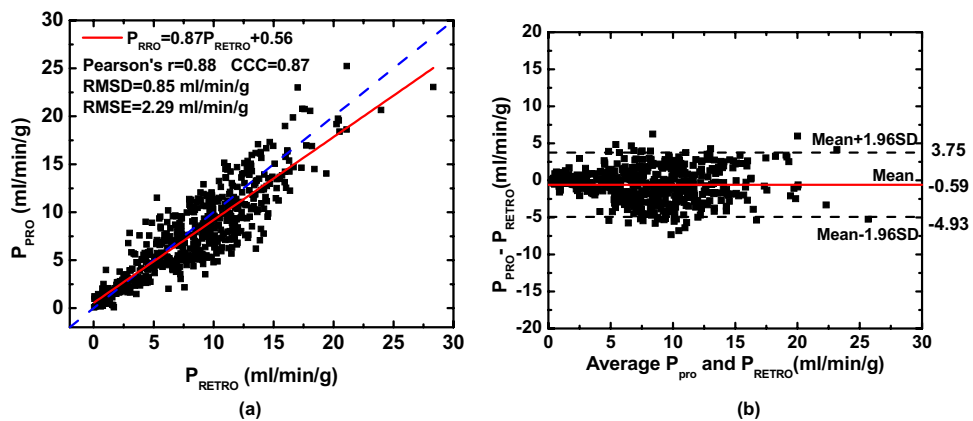 P_RRO=0.87P_RETRO+0.56
Pearson's r=0.88 CCC=0.87
RMSD=0.85 ml/min/g
RMSE=2.29 ml/min/g
30
25
20
15
10
5
0
P_PRO (ml/min/g)
0 5 10 15 20 25 30
P_RETRO (ml/min/g)
(a)
20
15
10
5
0
-5
-10
-15
-20
P_PRO- P_RETRO(ml/min/g)
Mean+1.96SD
3.75
Mean
-0.59
Mean-1.96SD
-4.93
0 5 10 15 20 25 30
Average P_pro and P_RETRO(ml/min/g)
(b)